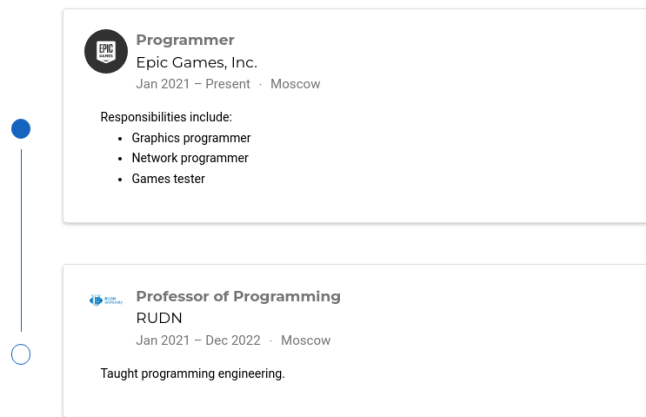 EPIC
GAMES
Programmer
Epic Games, Inc.
Jan 2021 – Present · Moscow
Responsibilities include:
• Graphics programmer
• Network programmer
• Games tester
RUDN
Professor of Programming
RUDN
Jan 2021 – Dec 2022 · Moscow
Taught programming engineering.